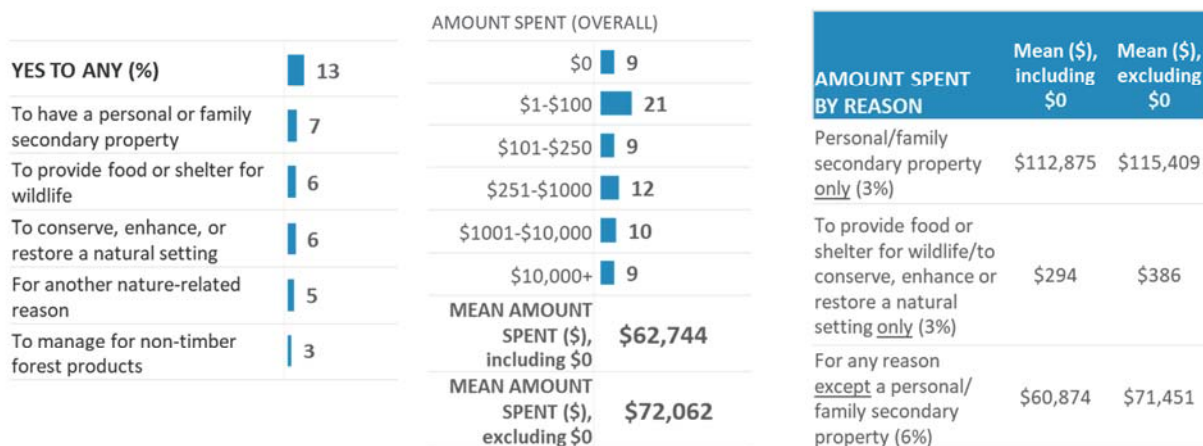 YES TO ANY (%) 13
To have a personal or family
secondary property 7
To provide food or shelter for
wildlife 6
To conserve, enhance, or
restore a natural setting 6
For another nature-related
reason 5
To manage for non-timber
forest products 3
AMOUNT SPENT (OVERALL)
$0 9
$1-$100 21
$101-$250 9
$251-$1000 12
$1001-$10,000 10
$10,000+ 9
MEAN AMOUNT
SPENT ($),
including $0
$62,744
MEAN AMOUNT
SPENT ($),
excluding $0
$72,062
AMOUNT SPENT
BY REASON
Mean ($),
including
$0
Mean ($),
excluding
$0
Personal/family
secondary property
only (3%)
$112,875 $115,409
To provide food or
shelter for wildlife/to
conserve, enhance or
restore a natural
setting only (3%)
$294 $386
For any reason
except a personal/
family secondary
property (6%)
$60,874 $71,451